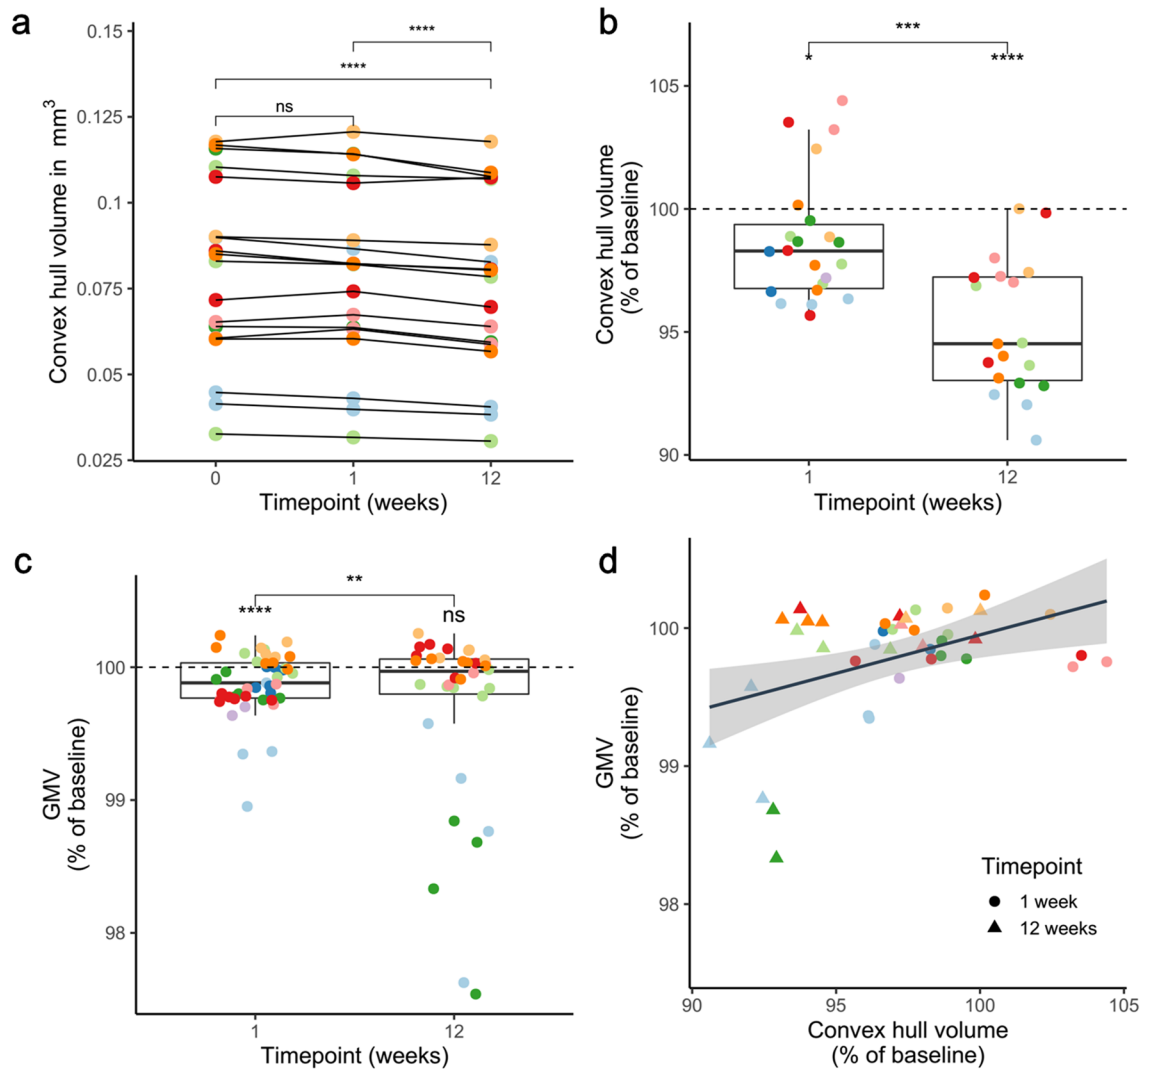 a
0.15
0.125
0.1
0.075
0.05
0.025
Convex hull volume in mm³
****
****
ns
0
1
12
Timepoint (weeks)
b
105
100
95
90
Convex hull volume
(% of baseline)
***
*
****
1
12
Timepoint (weeks)
c
100
99
98
GMV
(% of baseline)
**
****
ns
1
12
Timepoint (weeks)
d
100
99
98
GMV
(% of baseline)
Timepoint
1 week
12 weeks
90
95
100
105
Convex hull volume
(% of baseline)